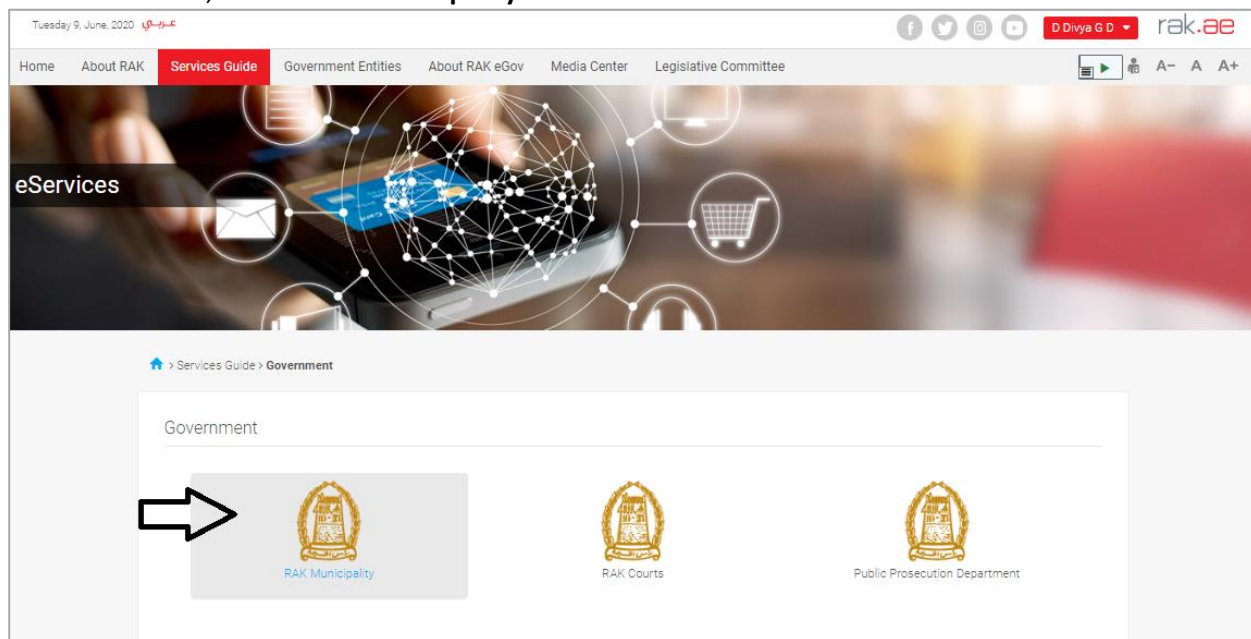 Tuesday 9, June, 2020 عـربـي
D Divya G D
rak.ae
Home About RAK Services Guide Government Entities About RAK eGov Media Center Legislative Committee A- A A+
eServices
> Services Guide > Government
Government
RAK Municipality RAK Courts Public Prosecution Department